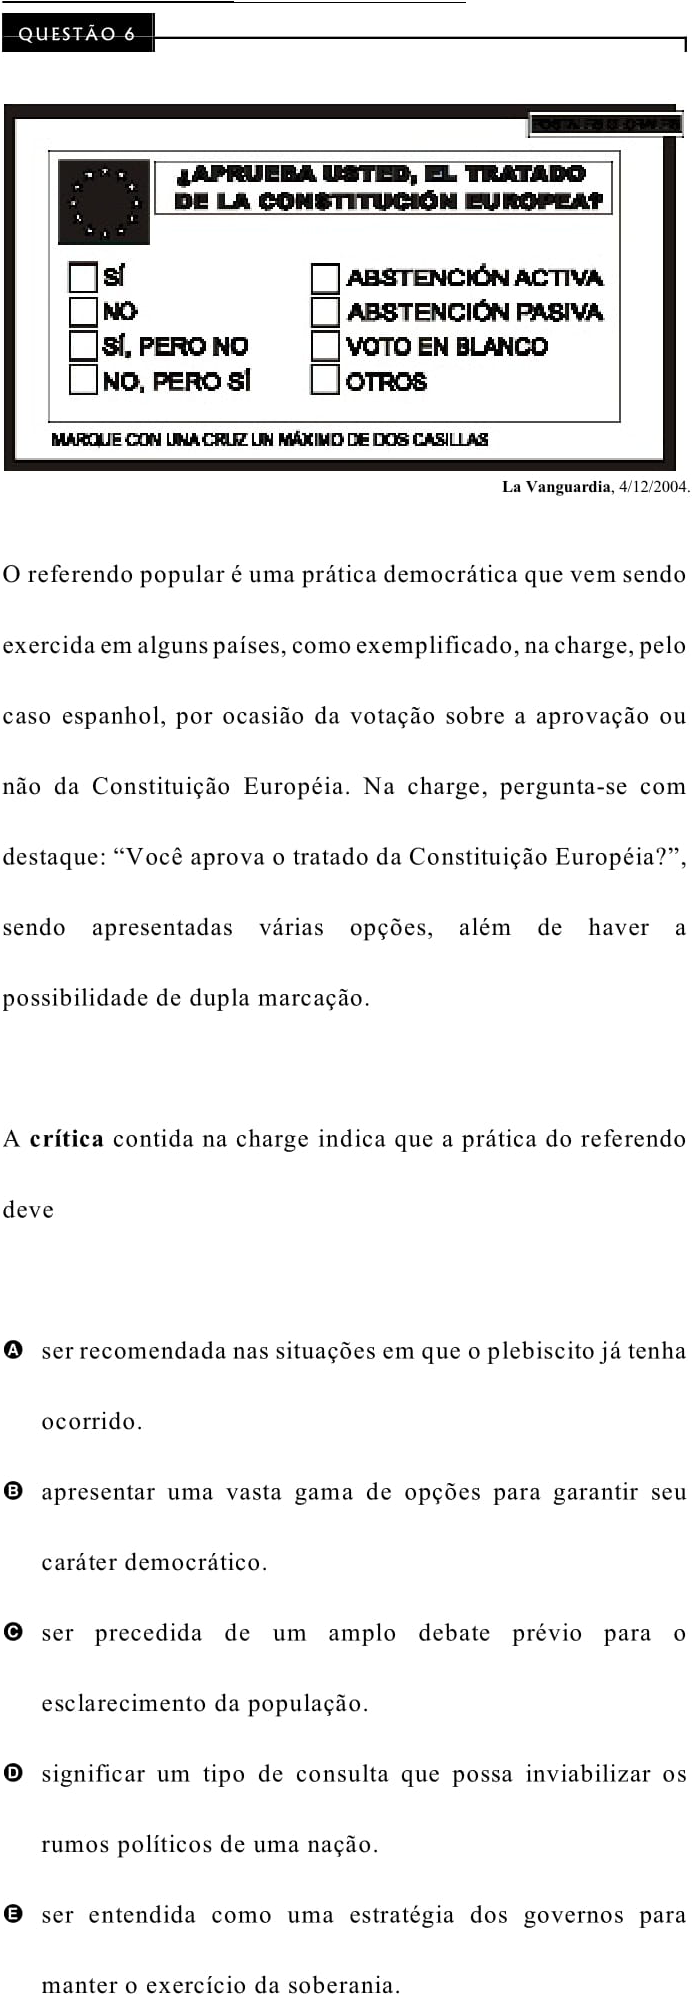 QUESTÃO 6
¿APRUEBA USTED, EL TRATADO
DE LA CONSTITUCIÓN EUROPEA?
SÍ
NO
SÍ, PERO NO
NO, PERO SÍ
ABSTENCIÓN ACTIVA
ABSTENCIÓN PASIVA
VOTO EN BLANCO
OTROS
MARQUE CON UNA CRUZ UN MÁXIMO DE DOS CASILLAS
La Vanguardia, 4/12/2004.
O referendo popular é uma prática democrática que vem sendo
exercida em alguns países, como exemplificado, na charge, pelo
caso espanhol, por ocasião da votação sobre a aprovação ou
não da Constituição Européia. Na charge, pergunta-se com
destaque: “Você aprova o tratado da Constituição Européia?”,
sendo apresentadas várias opções, além de haver a
possibilidade de dupla marcação.
A crítica contida na charge indica que a prática do referendo
deve
A ser recomendada nas situações em que o plebiscito já tenha
ocorrido.
B apresentar uma vasta gama de opções para garantir seu
caráter democrático.
C ser precedida de um amplo debate prévio para o
esclarecimento da população.
D significar um tipo de consulta que possa inviabilizar os
rumos políticos de uma nação.
E ser entendida como uma estratégia dos governos para
manter o exercício da soberania.